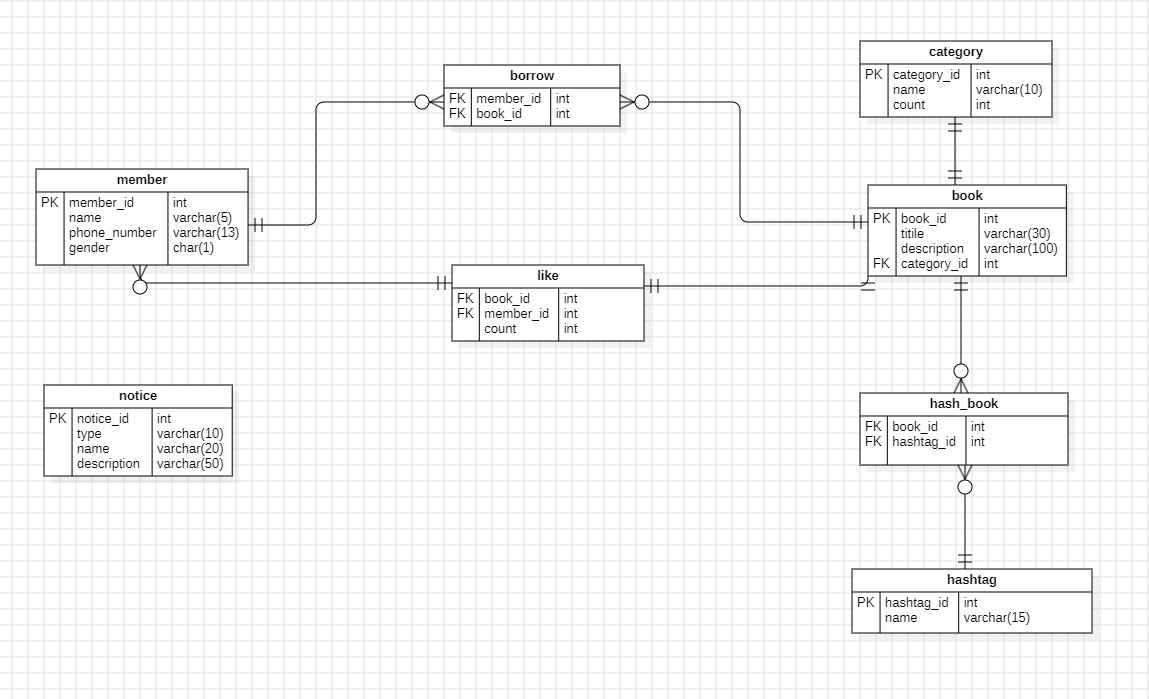 category
PK category_id int
name varchar(10)
count int
borrow
FK member_id int
FK book_id int
member
PK member_id int
name varchar(5)
phone_number varchar(13)
gender char(1)
book
PK book_id int
titile varchar(30)
description varchar(100)
FK category_id int
like
FK book_id int
FK member_id int
count int
notice
PK notice_id int
type varchar(10)
name varchar(20)
description varchar(50)
hash_book
FK book_id int
FK hashtag_id int
hashtag
PK hashtag_id int
name varchar(15)